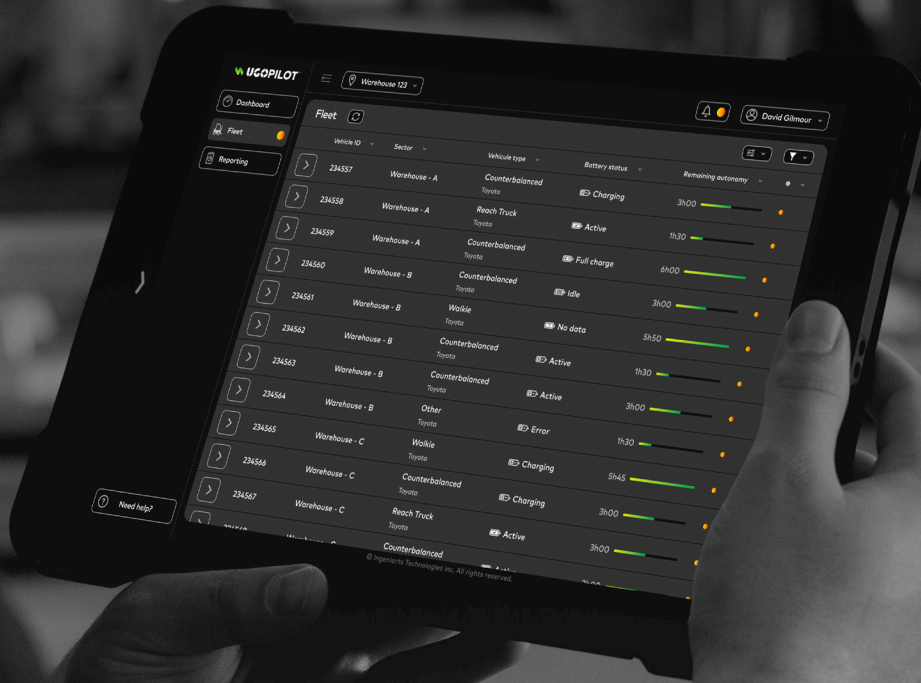 UGOPILOT
Warehouse 123
David Gilmour
Dashboard
Fleet
Reporting
Need help?
Fleet
Vehicle ID Sector Vehicule type Battery status Remaining autonomy
234557 Warehouse - A Counterbalanced Charging 3h00
Toyota
234558 Warehouse - A Reach Truck Active 1h30
Toyota
234559 Warehouse - A Counterbalanced Full charge 6h00
Toyota
234560 Warehouse - B Counterbalanced Idle 3h00
Toyota
234561 Warehouse - B Walkie No data 5h50
Toyota
234562 Warehouse - B Counterbalanced Active 1h30
Toyota
234563 Warehouse - B Counterbalanced Active 3h00
Toyota
234564 Warehouse - B Other Error 1h30
Toyota
234565 Warehouse - C Walkie Charging 5h45
Toyota
234566 Warehouse - C Counterbalanced Charging 3h00
Toyota
234567 Warehouse - C Reach Truck Active 3h00
Toyota
Counterbalanced
© Ingeniarts Technologies Inc. All rights reserved.